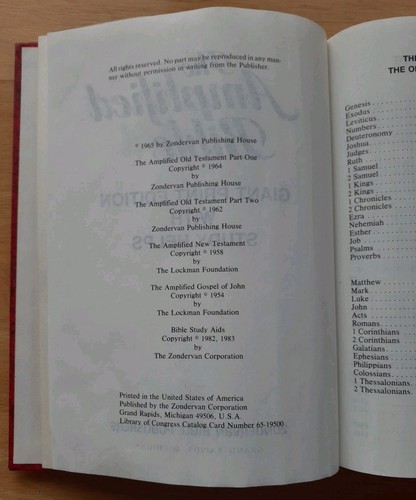 All rights reserved. No part may be reproduced in any man-
ner without permission in writing from the Publisher.
© 1965 by Zondervan Publishing House
The Amplified Old Testament Part One
Copyright © 1964
by
Zondervan Publishing House
The Amplified Old Testament Part Two
Copyright © 1962
by
Zondervan Publishing House
The Amplified New Testament
Copyright © 1958
by
The Lockman Foundation
The Amplified Gospel of John
Copyright © 1954
by
The Lockman Foundation
Bible Study Aids
Copyright © 1982, 1983
by
The Zondervan Corporation
Printed in the United States of America
Published by the Zondervan Corporation
Grand Rapids, Michigan 49506, U.S.A.
Library of Congress Catalog Card Number 65-19500
TH
THE O
Genesis
Exodus
Leviticus
Numbers
Deuteronomy
Joshua
Judges
Ruth
1 Samuel
2 Samuel
1 Kings
2 Kings
1 Chronicles
2 Chronicles
Ezra
Nehemiah
Esther
Job
Psalms
Proverbs
Matthew
Mark
Luke
John
Acts
Romans
1 Corinthians
2 Corinthians
Galatians
Ephesians
Philippians
Colossians
1 Thessalonians
2 Thessalonians